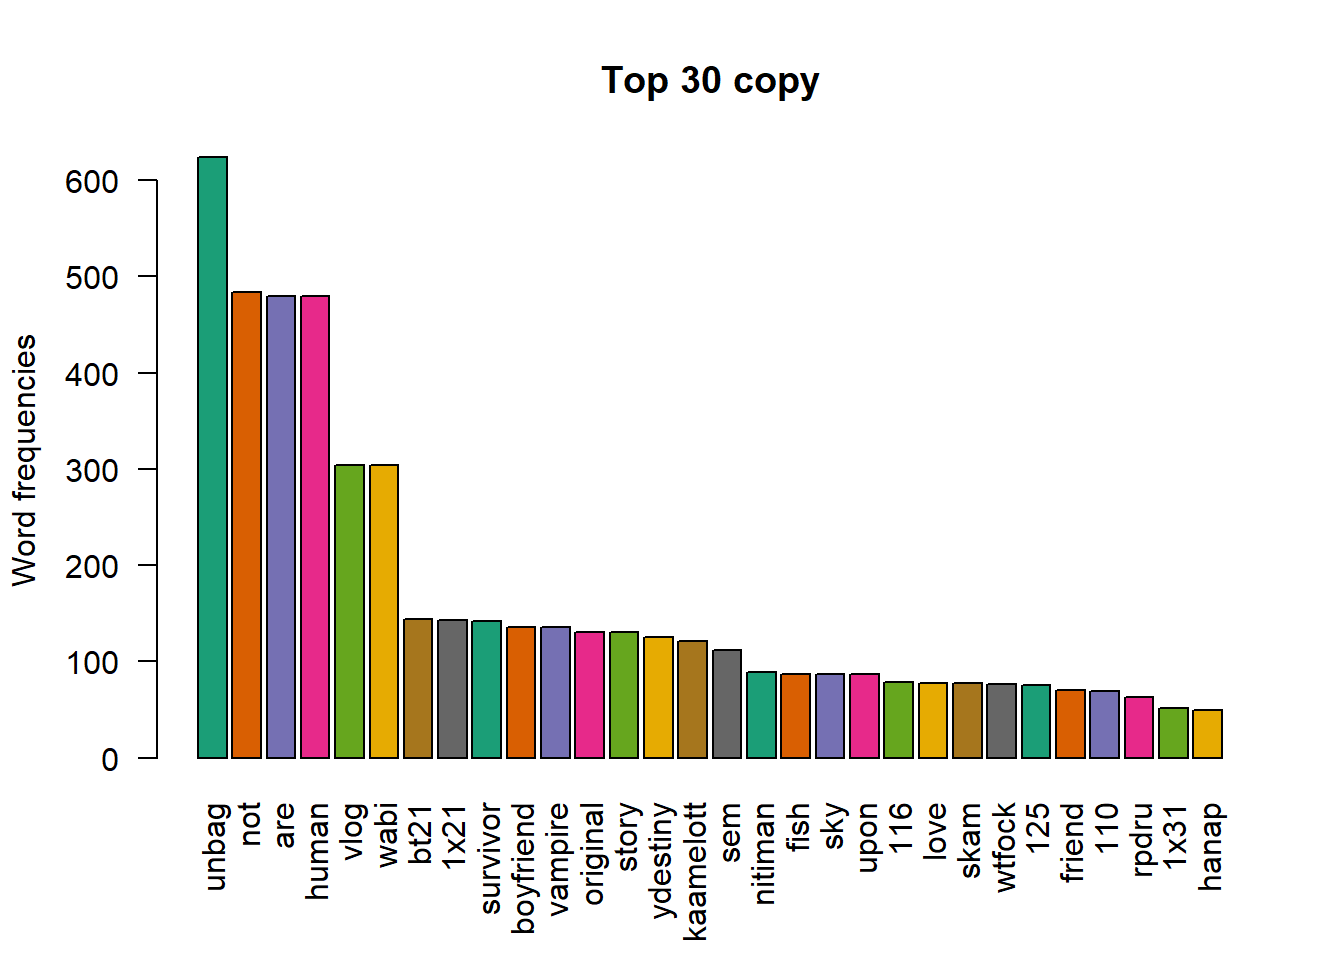 Top 30 copy
Word frequencies
600
500
400
300
200
100
0
unbag
not
are
human
vlog
wabi
bt21
1x21
survivor
boyfriend
vampire
original
story
ydestiny
kaamelott
sem
nitiman
fish
sky
upon
116
love
skam
wtfock
125
friend
110
rpdru
1x31
hanap